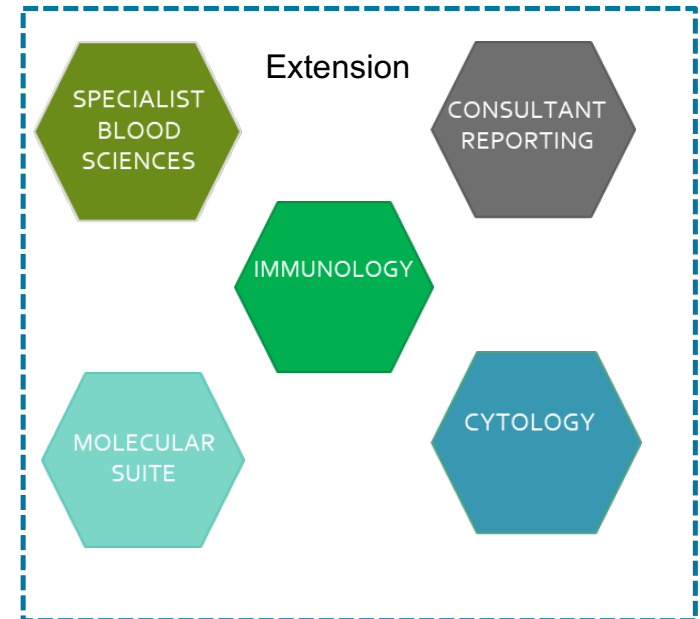 Extension
SPECIALIST
BLOOD
SCIENCES
CONSULTANT
REPORTING
IMMUNOLOGY
MOLECULAR
SUITE
CYTOLOGY